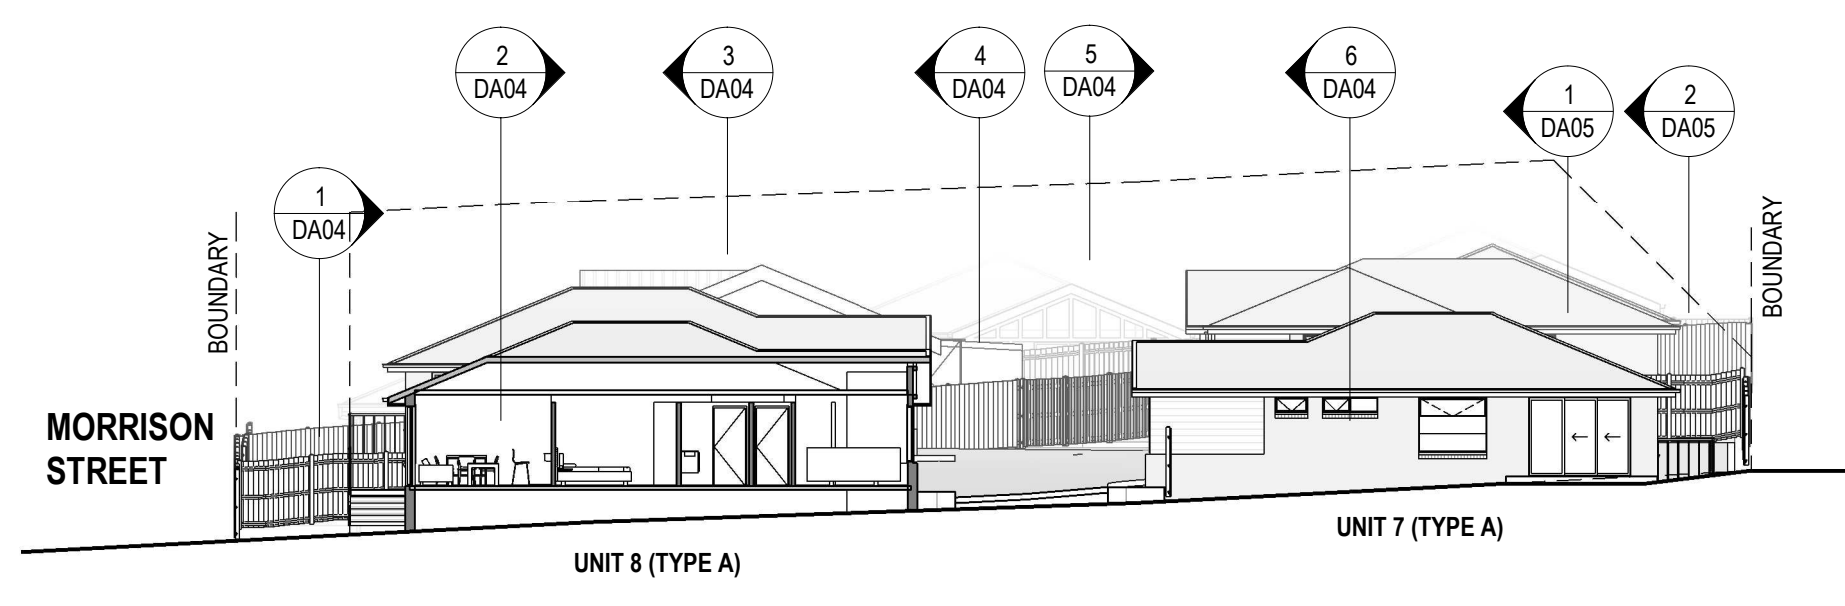 2
DA04
3
DA04
4
DA04
5
DA04
6
DA04
1
DA05
2
DA05
1
DA04
BOUNDARY
BOUNDARY
MORRISON
STREET
UNIT 8 (TYPE A)
UNIT 7 (TYPE A)